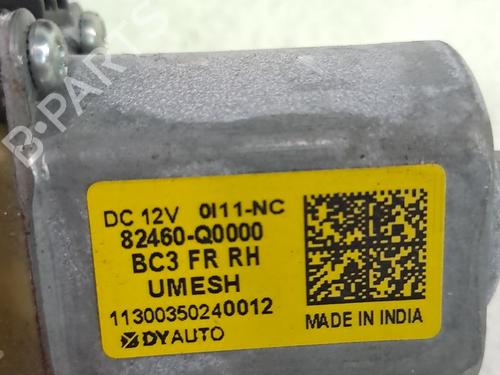 B-PARTS
DC 12V 0I11-NC
82460-Q0000
BC3 FR RH
UMESH
11300350240012
DYAUTO
MADE IN INDIA